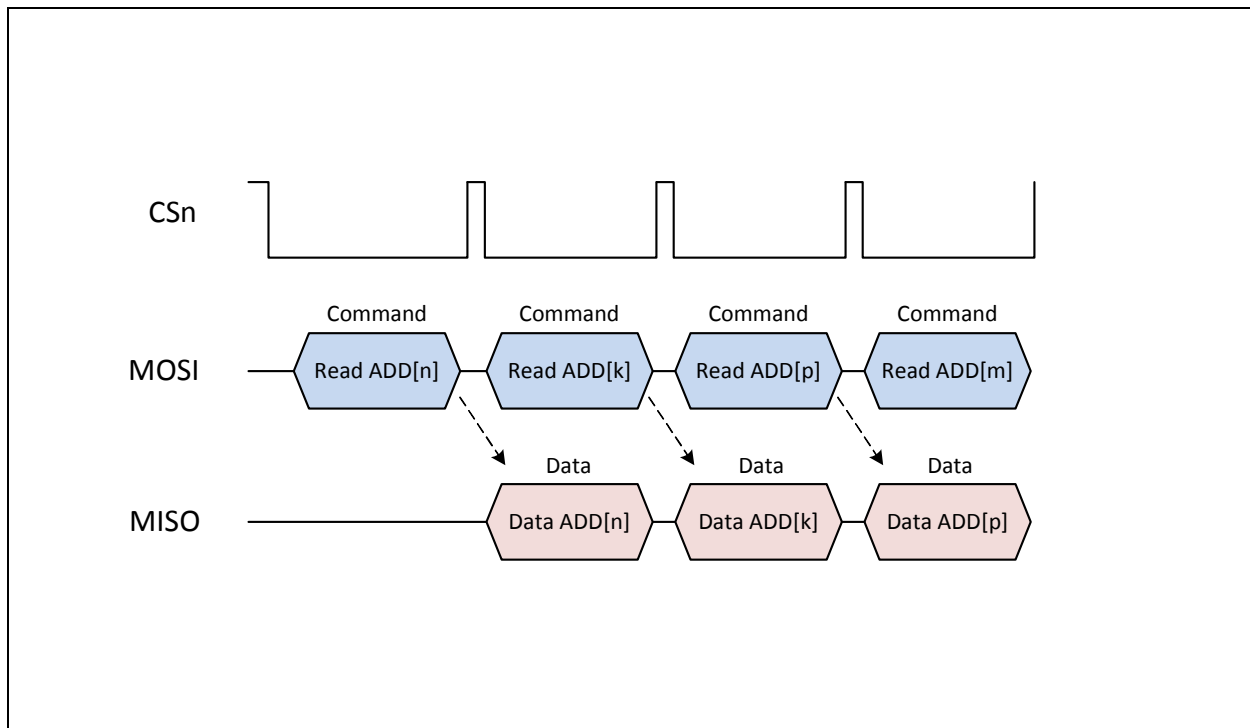 CSn
Command
Command
Command
Command
MOSI
Read ADD[n]
Read ADD[k]
Read ADD[p]
Read ADD[m]
Data
Data
Data
MISO
Data ADD[n]
Data ADD[k]
Data ADD[p]